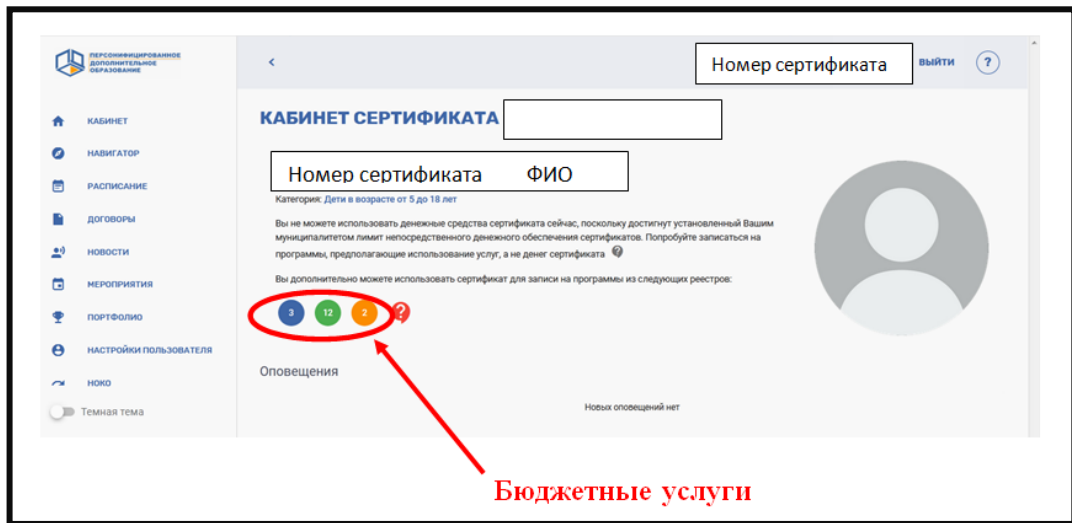 ПЕРСОНИФИЦИРОВАННОЕ
ДОПОЛНИТЕЛЬНОЕ
ОБРАЗОВАНИЕ
Номер сертификата
ВЫЙТИ
?
КАБИНЕТ
НАВИГАТОР
РАСПИСАНИЕ
ДОГОВОРЫ
НОВОСТИ
МЕРОПРИЯТИЯ
ПОРТФОЛИО
НАСТРОЙКИ ПОЛЬЗОВАТЕЛЯ
НОКО
Темная тема
КАБИНЕТ СЕРТИФИКАТА
Номер сертификата ФИО
Категория: Дети в возрасте от 5 до 18 лет
Вы не можете использовать денежные средства сертификата сейчас, поскольку достигнут установленный Вашим
муниципалитетом лимит непосредственного денежного обеспечения сертификатов. Попробуйте записаться на
программы, предполагающие использование услуг, а не денег сертификата ?
Вы дополнительно можете использовать сертификат для записи на программы из следующих реестров:
3 12 2 ?
Оповещения
Новых оповещений нет
Бюджетные услуги